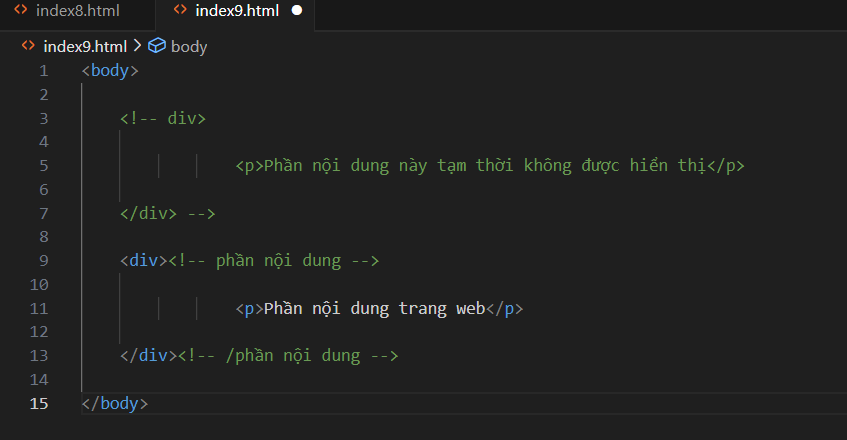 index8.html index9.html
index9.html > body
1 <body>
2
3 <!-- div>
4
5 <p>Phần nội dung này tạm thời không được hiển thị</p>
6
7 </div> -->
8
9 <div><!-- phần nội dung -->
10
11 <p>Phần nội dung trang web</p>
12
13 </div><!-- /phần nội dung -->
14
15 </body>